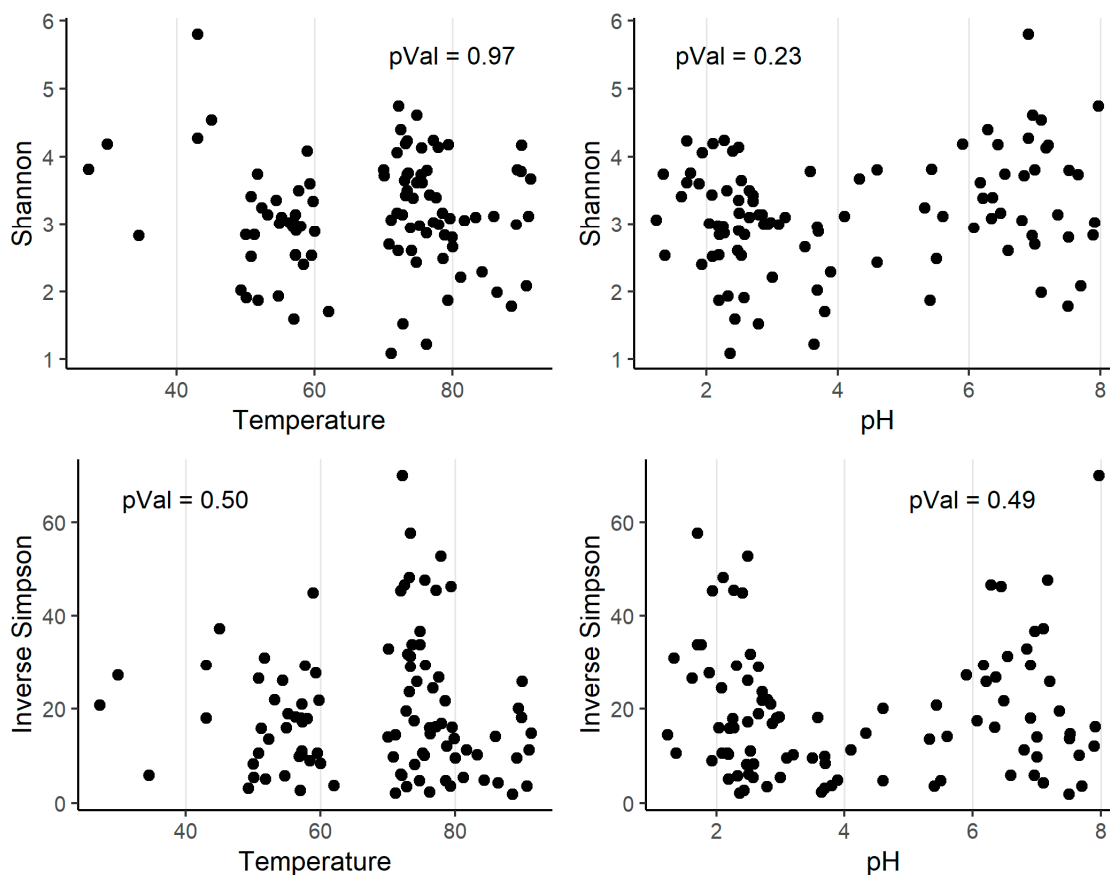 6
5
4
3
2
1
Shannon
pVal = 0.97
40
60
80
Temperature
6
5
4
3
2
1
Shannon
pVal = 0.23
2
4
6
8
pH
60
40
20
0
Inverse Simpson
pVal = 0.50
40
60
80
Temperature
60
40
20
0
Inverse Simpson
pVal = 0.49
2
4
6
8
pH